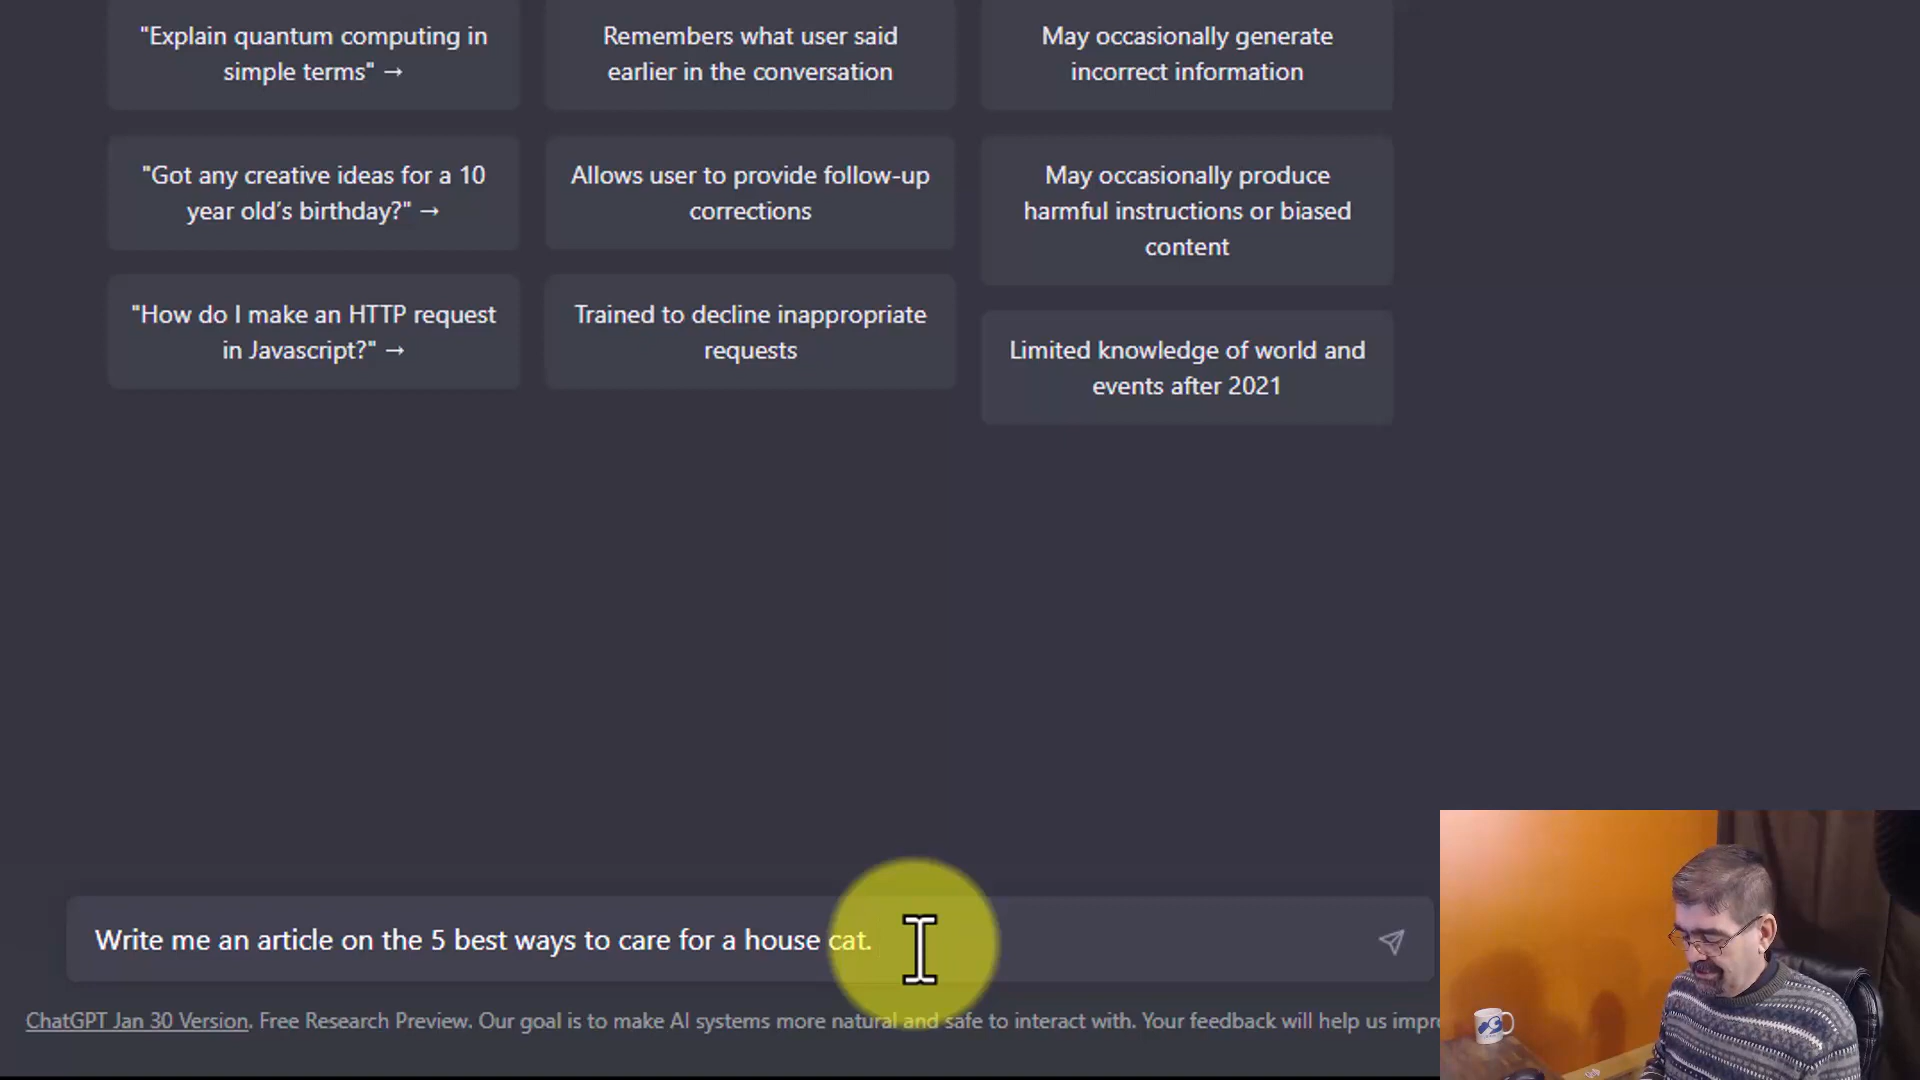 "Explain quantum computing in
simple terms" →
Remembers what user said
earlier in the conversation
May occasionally generate
incorrect information
"Got any creative ideas for a 10
year old's birthday?" →
Allows user to provide follow-up
corrections
May occasionally produce
harmful instructions or biased
content
"How do I make an HTTP request
in Javascript?" →
Trained to decline inappropriate
requests
Limited knowledge of world and
events after 2021
Write me an article on the 5 best ways to care for a house cat.
ChatGPT Jan 30 Version. Free Research Preview. Our goal is to make AI systems more natural and safe to interact with. Your feedback will help us impr